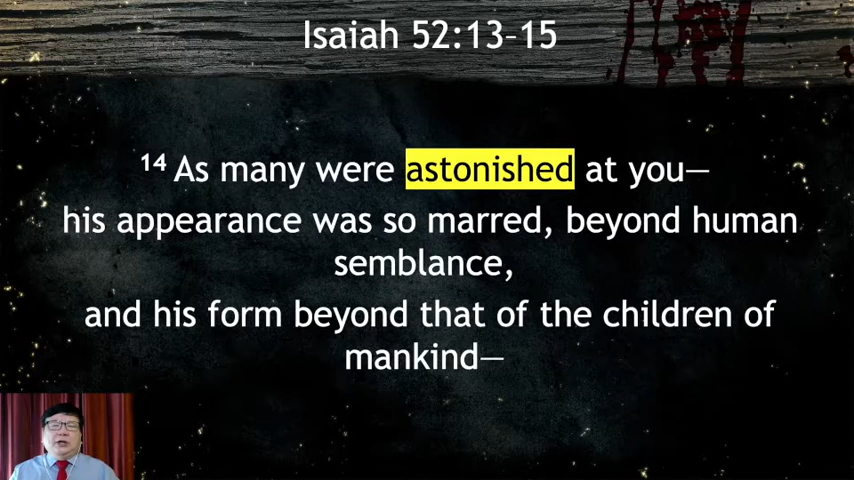 Isaiah 52:13–15
14 As many were astonished at you—
his appearance was so marred, beyond human
semblance,
and his form beyond that of the children of
mankind—